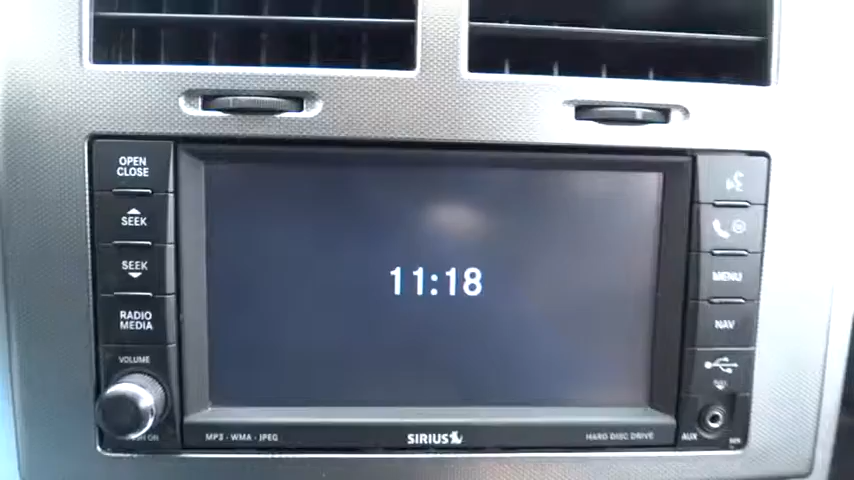 OPEN
CLOSE
SEEK
SEEK
RADIO
MEDIA
VOLUME
11:18
MENU
NAV
MP3 · WMA · JPEG
SIRIUS
HARD DISC DRIVE
AUX